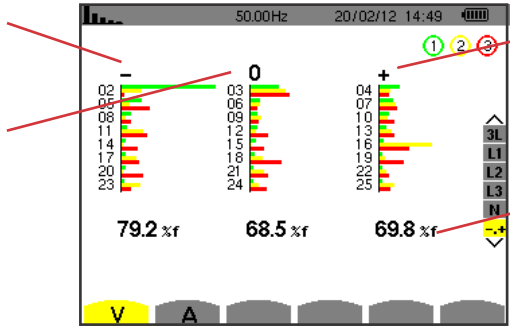 50.00Hz 20/02/12 14:49
1 2 3
− 0 +
02 03 04
05 06 07
08 09 10
11 12 13
14 15 16
17 18 19
20 21 22
23 24 25
3L
L1
L2
L3
N
-.+
79.2 %f 68.5 %f 69.8 %f
V A